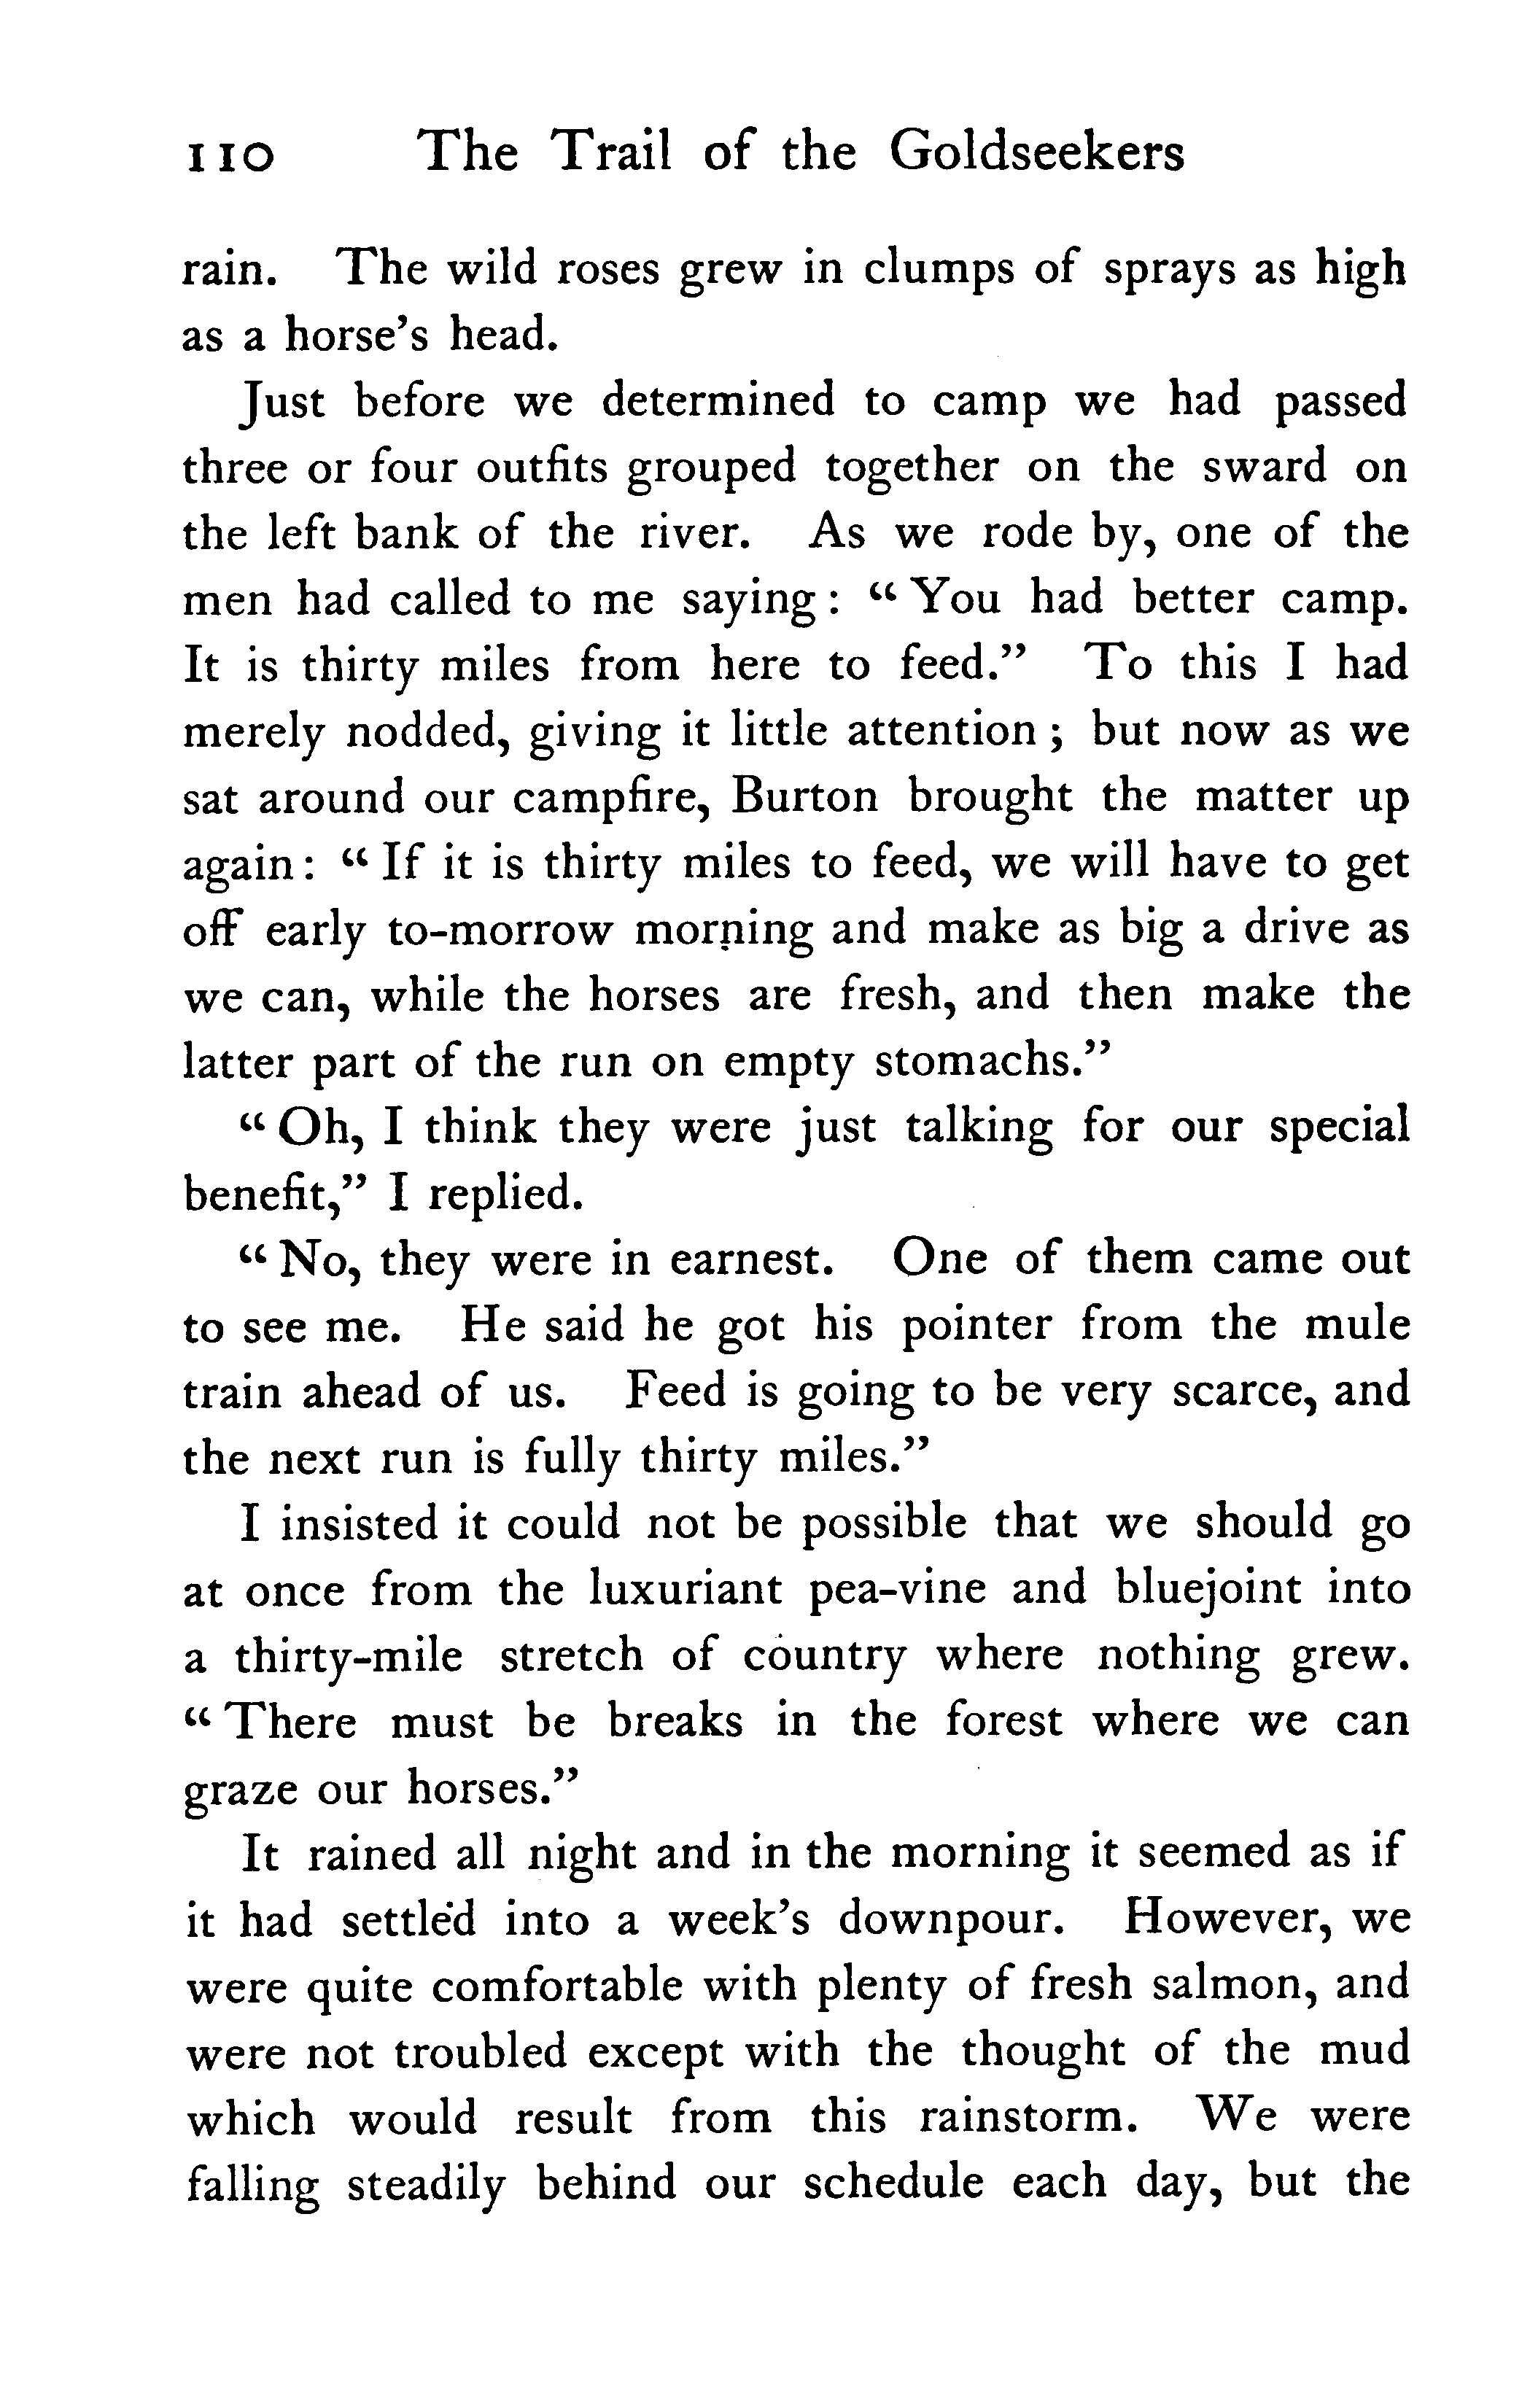 110 The Trail of the Goldseekers
rain. The wild roses grew in clumps of sprays as high
as a horse's head.
Just before we determined to camp we had passed
three or four outfits grouped together on the sward on
the left bank of the river. As we rode by, one of the
men had called to me saying: “You had better camp.
It is thirty miles from here to feed.” To this I had
merely nodded, giving it little attention; but now as we
sat around our campfire, Burton brought the matter up
again: “If it is thirty miles to feed, we will have to get
off early to-morrow morning and make as big a drive as
we can, while the horses are fresh, and then make the
latter part of the run on empty stomachs.”
“Oh, I think they were just talking for our special
benefit,” I replied.
“No, they were in earnest. One of them came out
to see me. He said he got his pointer from the mule
train ahead of us. Feed is going to be very scarce, and
the next run is fully thirty miles.”
I insisted it could not be possible that we should go
at once from the luxuriant pea-vine and bluejoint into
a thirty-mile stretch of country where nothing grew.
“There must be breaks in the forest where we can
graze our horses.”
It rained all night and in the morning it seemed as if
it had settled into a week's downpour. However, we
were quite comfortable with plenty of fresh salmon, and
were not troubled except with the thought of the mud
which would result from this rainstorm. We were
falling steadily behind our schedule each day, but the